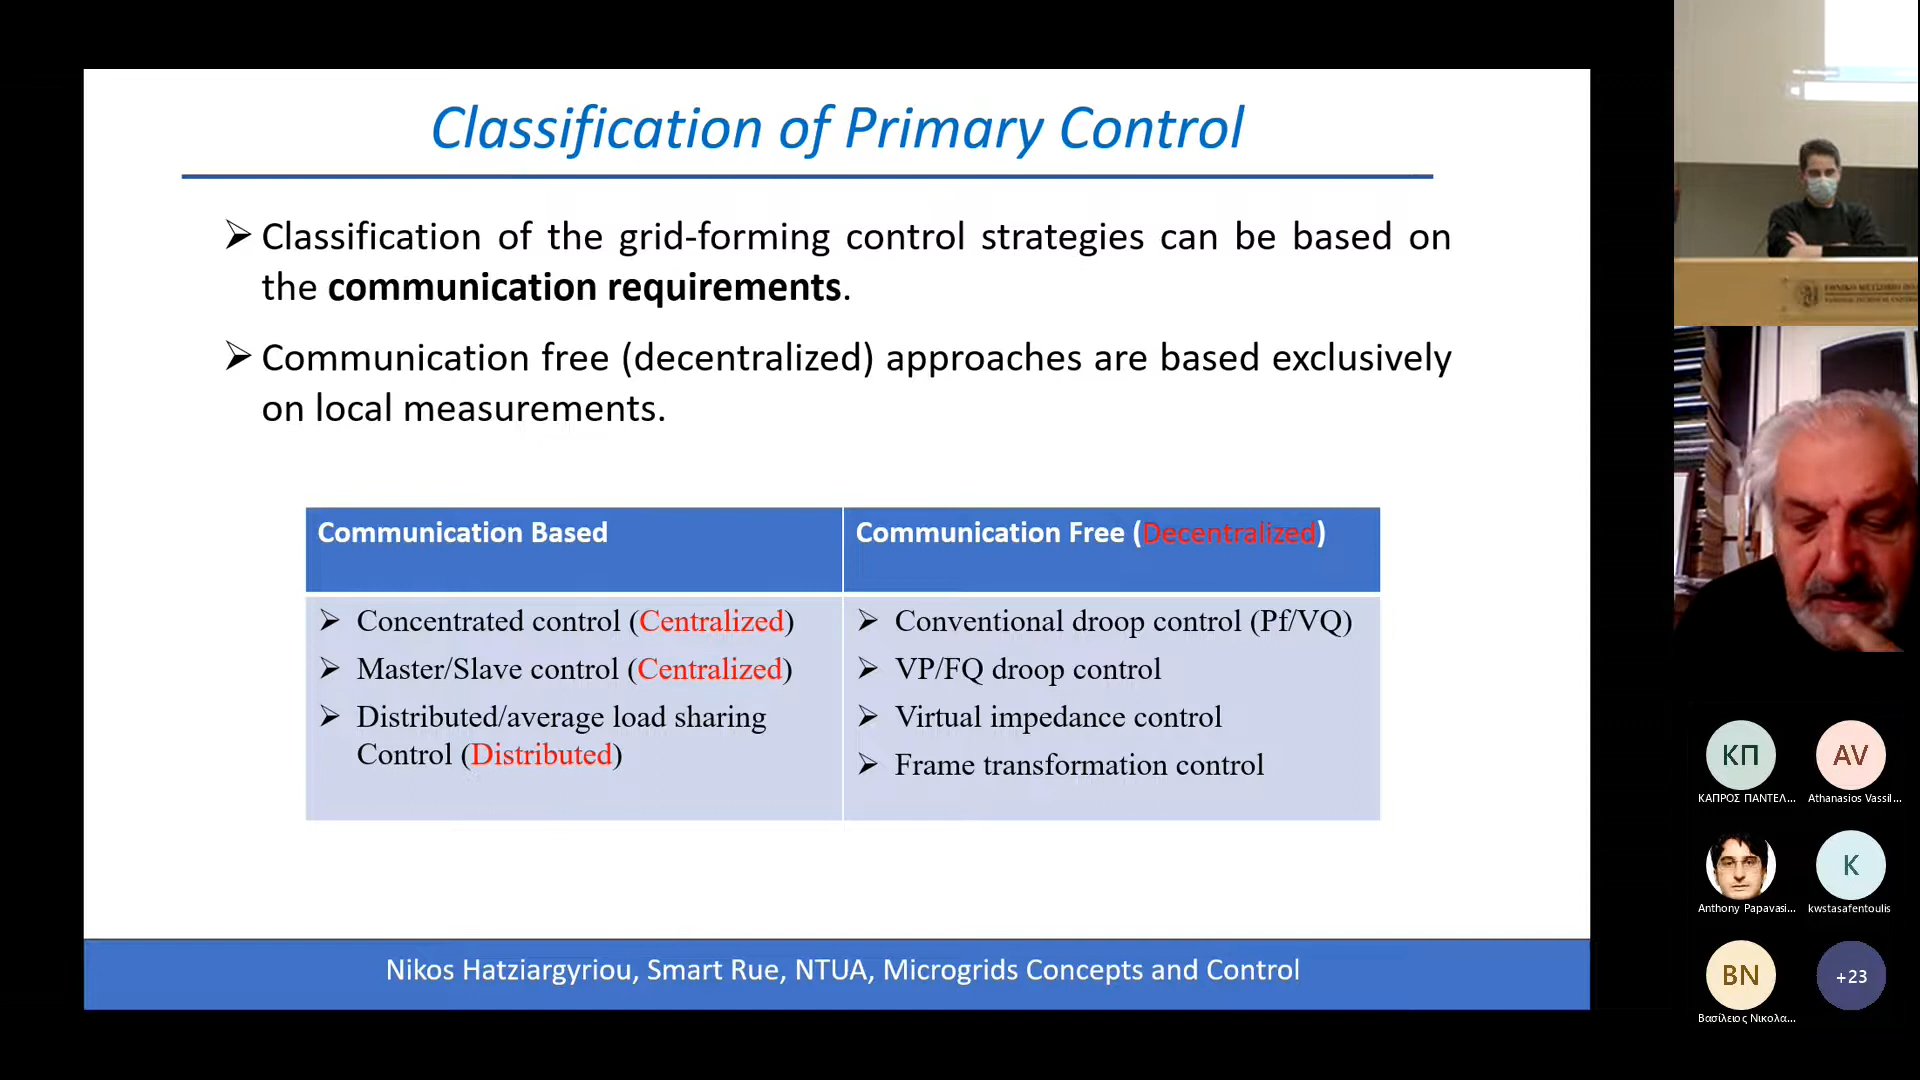 Classification of Primary Control
➢ Classification of the grid-forming control strategies can be based on
the communication requirements.
➢ Communication free (decentralized) approaches are based exclusively
on local measurements.
Communication Based
➢ Concentrated control (Centralized)
➢ Master/Slave control (Centralized)
➢ Distributed/average load sharing
Control (Distributed)
Communication Free (Decentralized)
➢ Conventional droop control (Pf/VQ)
➢ VP/FQ droop control
➢ Virtual impedance control
➢ Frame transformation control
Nikos Hatziargyriou, Smart Rue, NTUA, Microgrids Concepts and Control
ΚΠ
ΚΑΠΡΟΣ ΠΑΝΤΕΛ...
AV
Athanasios Vassil...
Anthony Papavasi...
K
kwstasafentoulis
ΒΝ
Βασίλειος Νικολα...
+23